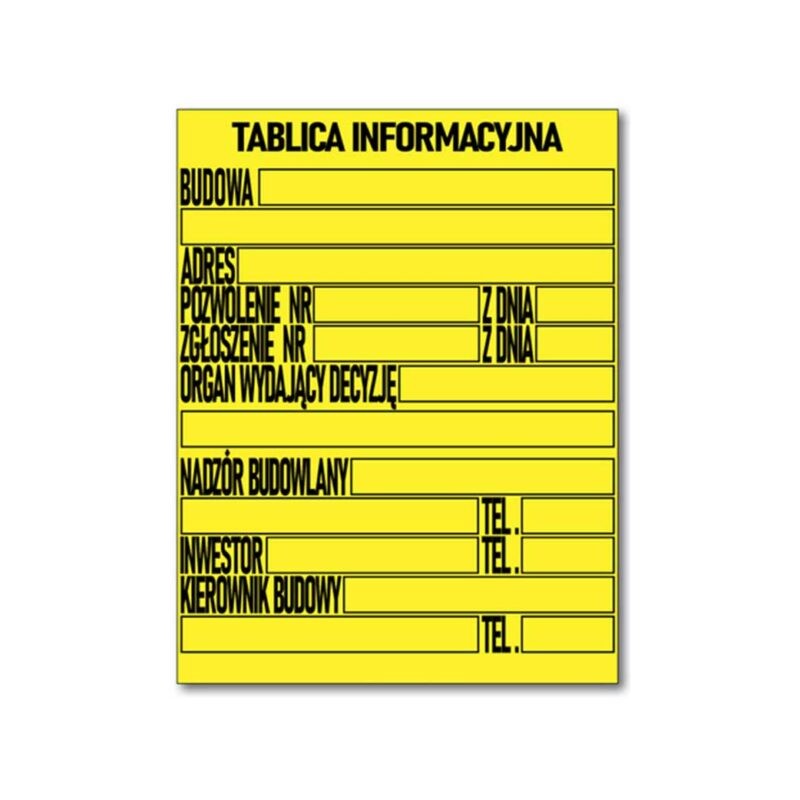 TABLICA INFORMACYJNA
BUDOWA
ADRES
POZWOLENIE NR Z DNIA
ZGŁOSZENIE NR Z DNIA
ORGAN WYDAJĄCY DECYZJĘ
NADZÓR BUDOWLANY
TEL.
INWESTOR TEL.
KIEROWNIK BUDOWY
TEL.